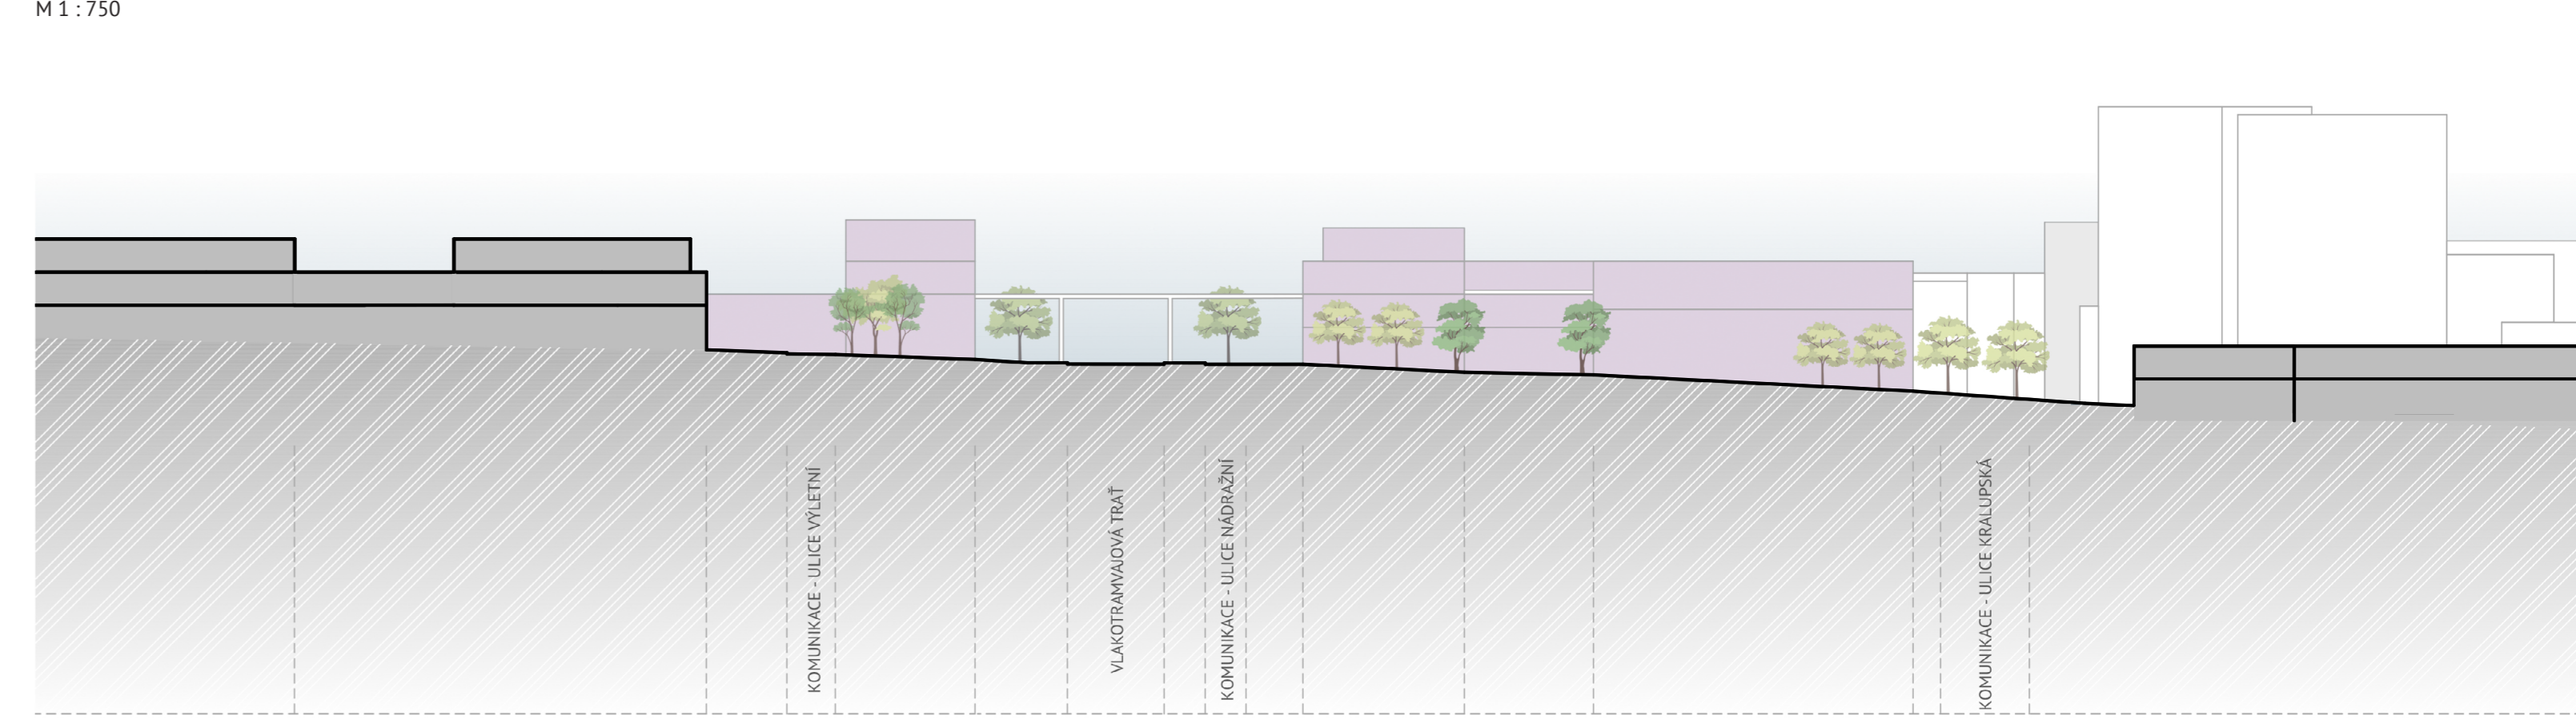 M 1 : 750
KOMUNIKACE - ULICE VÝLETNÍ
VLAKOTRAMVAJOVÁ TRAŤ
KOMUNIKACE - ULICE NÁDRAŽNÍ
KOMUNIKACE - ULICE KRALUPSKÁ